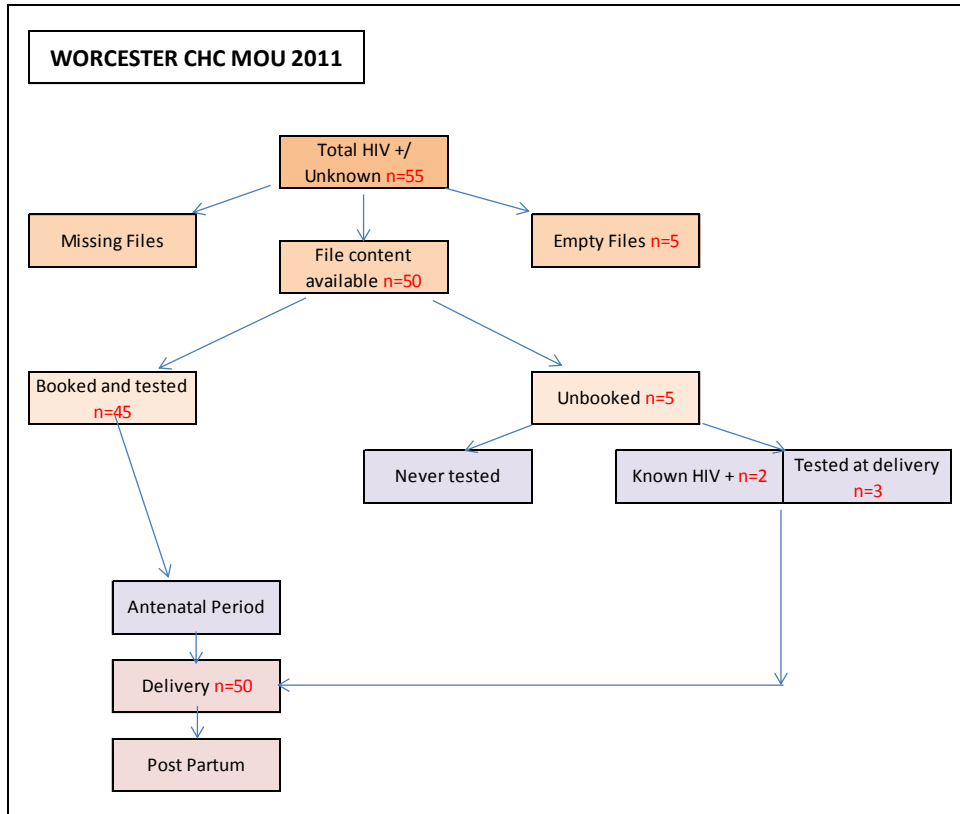 WORCESTER CHC MOU 2011
Total HIV +/
Unknown n=55
Missing Files
File content
available n=50
Empty Files n=5
Booked and tested
n=45
Unbooked n=5
Never tested
Known HIV + n=2
Tested at delivery
n=3
Antenatal Period
Delivery n=50
Post Partum